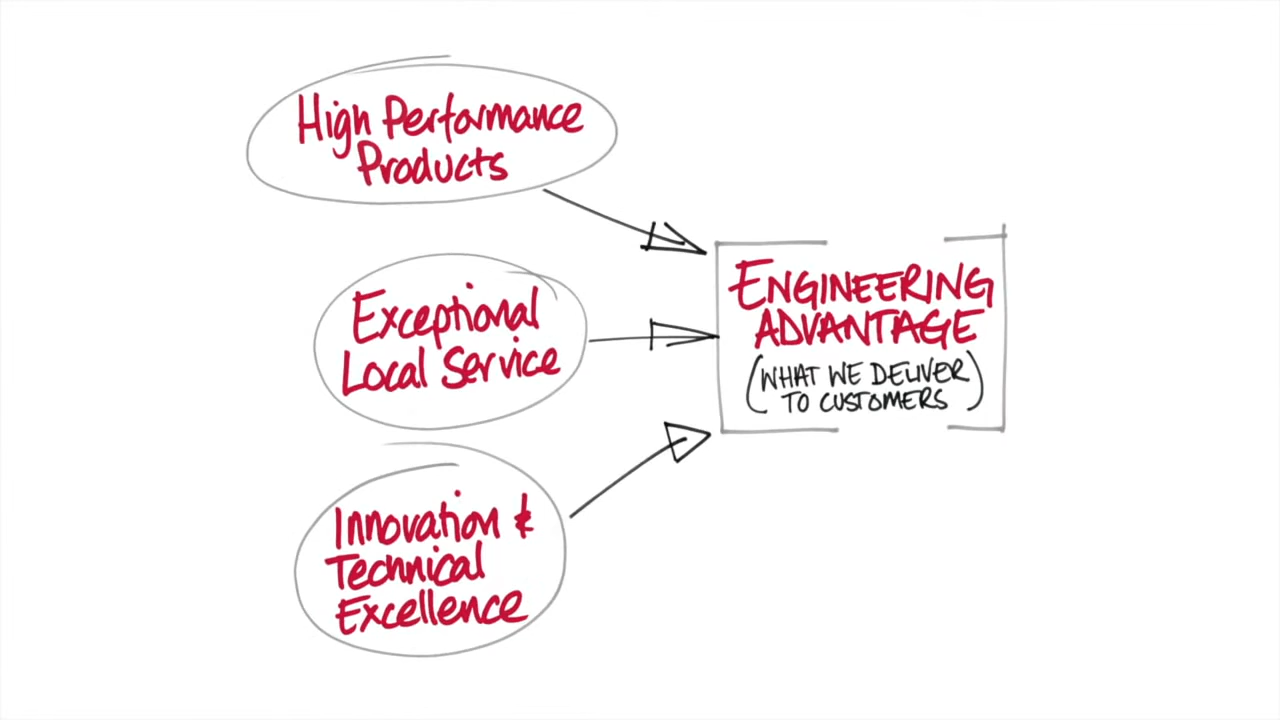 High Performance
Products
Exceptional
Local Service
Innovation &
Technical
Excellence
ENGINEERING
ADVANTAGE
(WHAT WE DELIVER
TO CUSTOMERS)